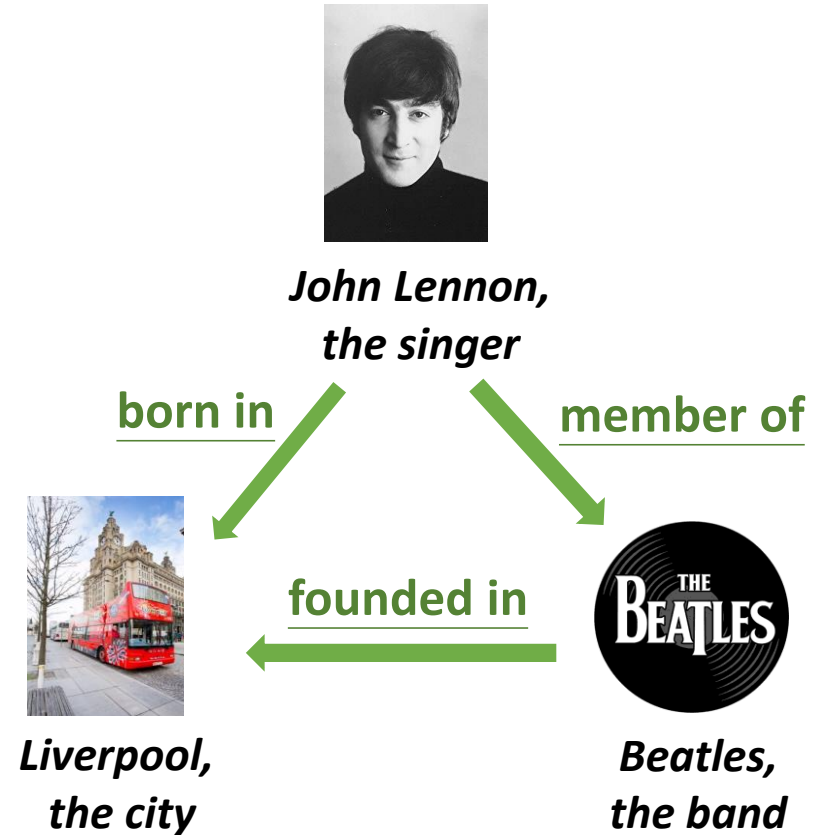 John Lennon,
the singer
born in
member of
founded in
THE
BEATLES
Liverpool,
the city
Beatles,
the band